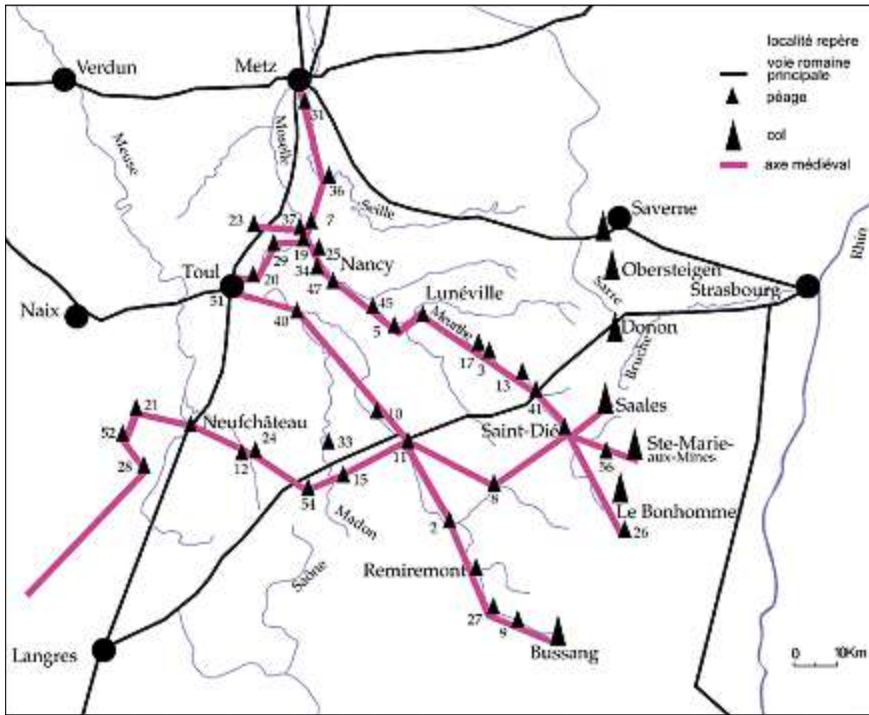 localité repère
voie romaine
principale
péage
col
axe médiéval
Verdun
Metz
31
Meuse
Moselle
36
Seille
23
37
7
Saverne
19
25
29
Toul
20
34
Nancy
Obersteigen
Rhin
47
Sarre
Strasbourg
51
45
Lunéville
Naix
40
5
Meurthe
Donon
17
3
Bruche
13
21
10
41
Saales
Neufchâteau
52
24
33
Saint-Dié
Ste-Marie-
aux-Mines
12
11
56
28
15
54
8
Le Bonhomme
Madon
2
26
Saône
Remiremont
27
9
Langres
Bussang
0 10Km